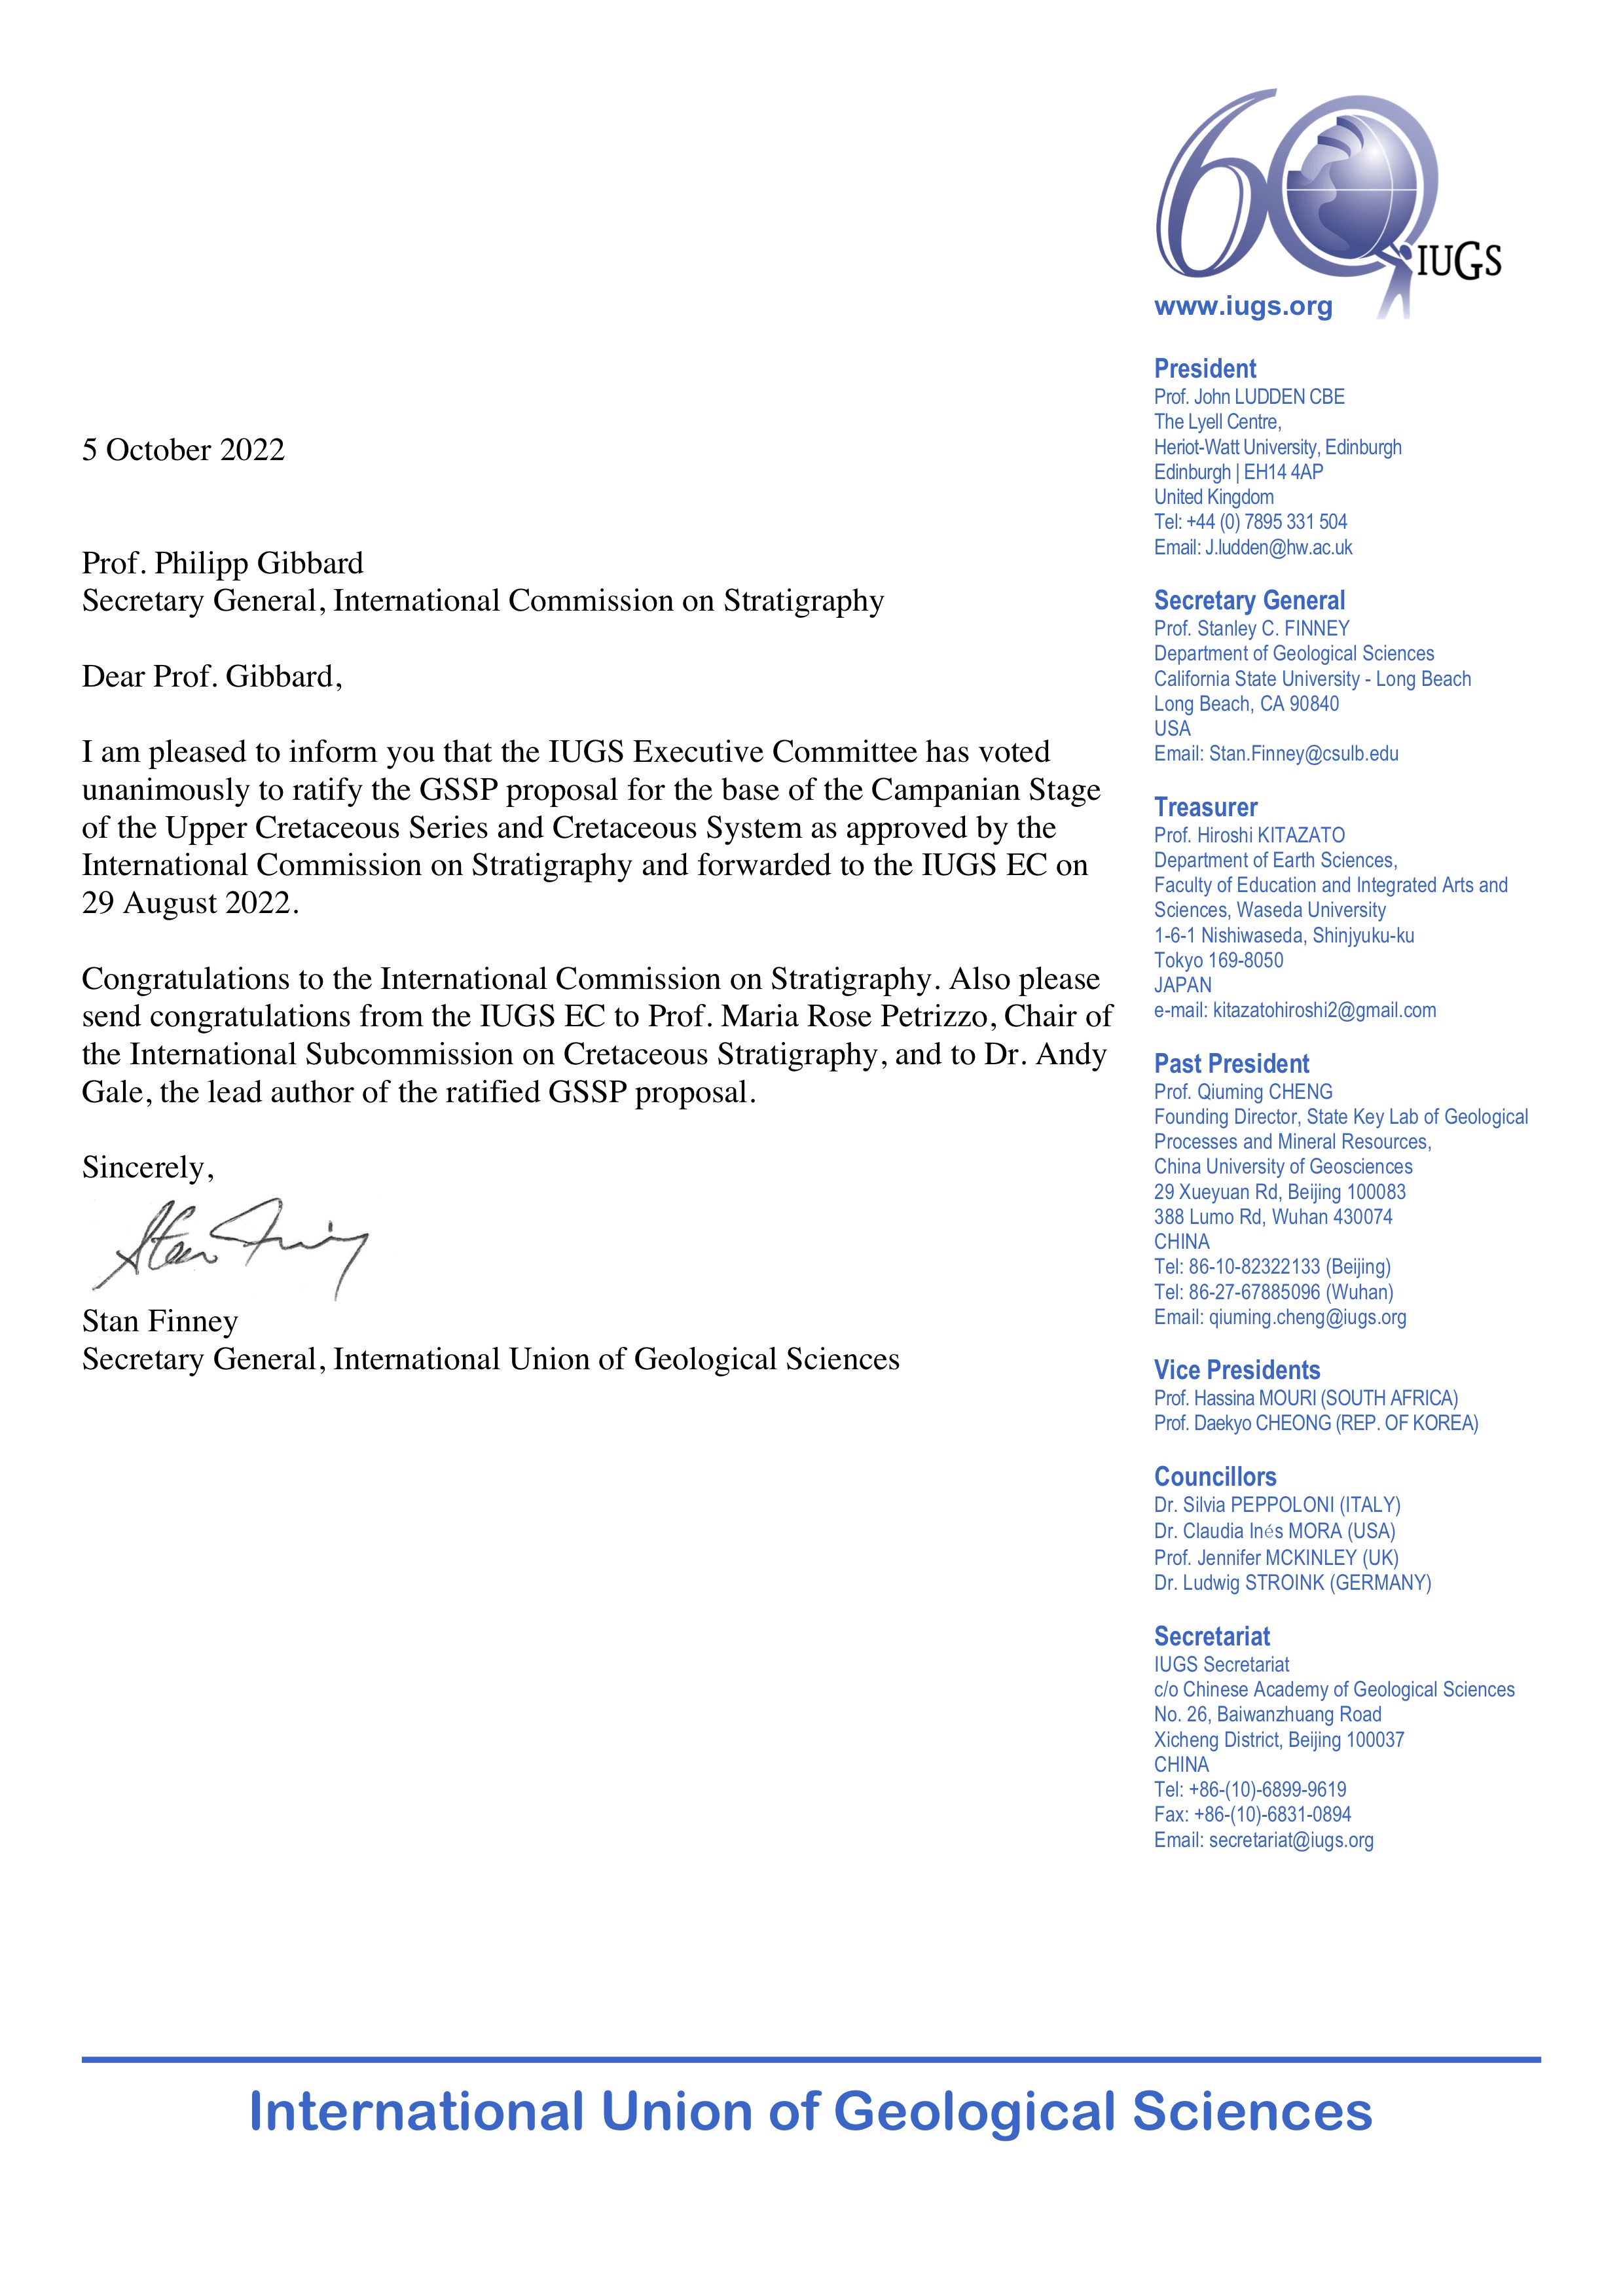 60
IUGS
www.iugs.org
5 October 2022
Prof. Philipp Gibbard
Secretary General, International Commission on Stratigraphy
Dear Prof. Gibbard,
I am pleased to inform you that the IUGS Executive Committee has voted
unanimously to ratify the GSSP proposal for the base of the Campanian Stage
of the Upper Cretaceous Series and Cretaceous System as approved by the
International Commission on Stratigraphy and forwarded to the IUGS EC on
29 August 2022.
Congratulations to the International Commission on Stratigraphy. Also please
send congratulations from the IUGS EC to Prof. Maria Rose Petrizzo, Chair of
the International Subcommission on Cretaceous Stratigraphy, and to Dr. Andy
Gale, the lead author of the ratified GSSP proposal.
Sincerely,
Stan Finney
Stan Finney
Secretary General, International Union of Geological Sciences
President
Prof. John LUDDEN CBE
The Lyell Centre,
Heriot-Watt University, Edinburgh
Edinburgh | EH14 4AP
United Kingdom
Tel: +44 (0) 7895 331 504
Email: J.ludden@hw.ac.uk
Secretary General
Prof. Stanley C. FINNEY
Department of Geological Sciences
California State University - Long Beach
Long Beach, CA 90840
USA
Email: Stan.Finney@csulb.edu
Treasurer
Prof. Hiroshi KITAZATO
Department of Earth Sciences,
Faculty of Education and Integrated Arts and
Sciences, Waseda University
1-6-1 Nishiwaseda, Shinjyuku-ku
Tokyo 169-8050
JAPAN
e-mail: kitazatohiroshi2@gmail.com
Past President
Prof. Qiuming CHENG
Founding Director, State Key Lab of Geological
Processes and Mineral Resources,
China University of Geosciences
29 Xueyuan Rd, Beijing 100083
388 Lumo Rd, Wuhan 430074
CHINA
Tel: 86-10-82322133 (Beijing)
Tel: 86-27-67885096 (Wuhan)
Email: qiuming.cheng@iugs.org
Vice Presidents
Prof. Hassina MOURI (SOUTH AFRICA)
Prof. Daekyo CHEONG (REP. OF KOREA)
Councillors
Dr. Silvia PEPPOLONI (ITALY)
Dr. Claudia Inés MORA (USA)
Prof. Jennifer MCKINLEY (UK)
Dr. Ludwig STROINK (GERMANY)
Secretariat
IUGS Secretariat
c/o Chinese Academy of Geological Sciences
No. 26, Baiwanzhuang Road
Xicheng District, Beijing 100037
CHINA
Tel: +86-(10)-6899-9619
Fax: +86-(10)-6831-0894
Email: secretariat@iugs.org
International Union of Geological Sciences